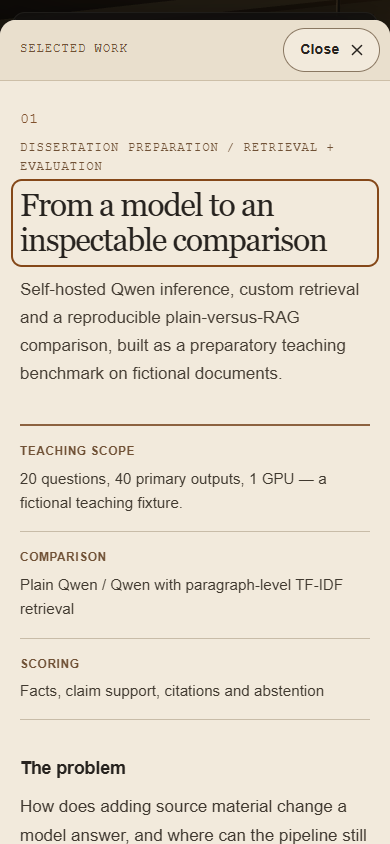 SELECTED WORK
Close
01
DISSERTATION PREPARATION / RETRIEVAL +
EVALUATION
From a model to an
inspectable comparison
Self-hosted Qwen inference, custom retrieval
and a reproducible plain-versus-RAG
comparison, built as a preparatory teaching
benchmark on fictional documents.
TEACHING SCOPE
20 questions, 40 primary outputs, 1 GPU — a
fictional teaching fixture.
COMPARISON
Plain Qwen / Qwen with paragraph-level TF-IDF
retrieval
SCORING
Facts, claim support, citations and abstention
The problem
How does adding source material change a
model answer, and where can the pipeline still